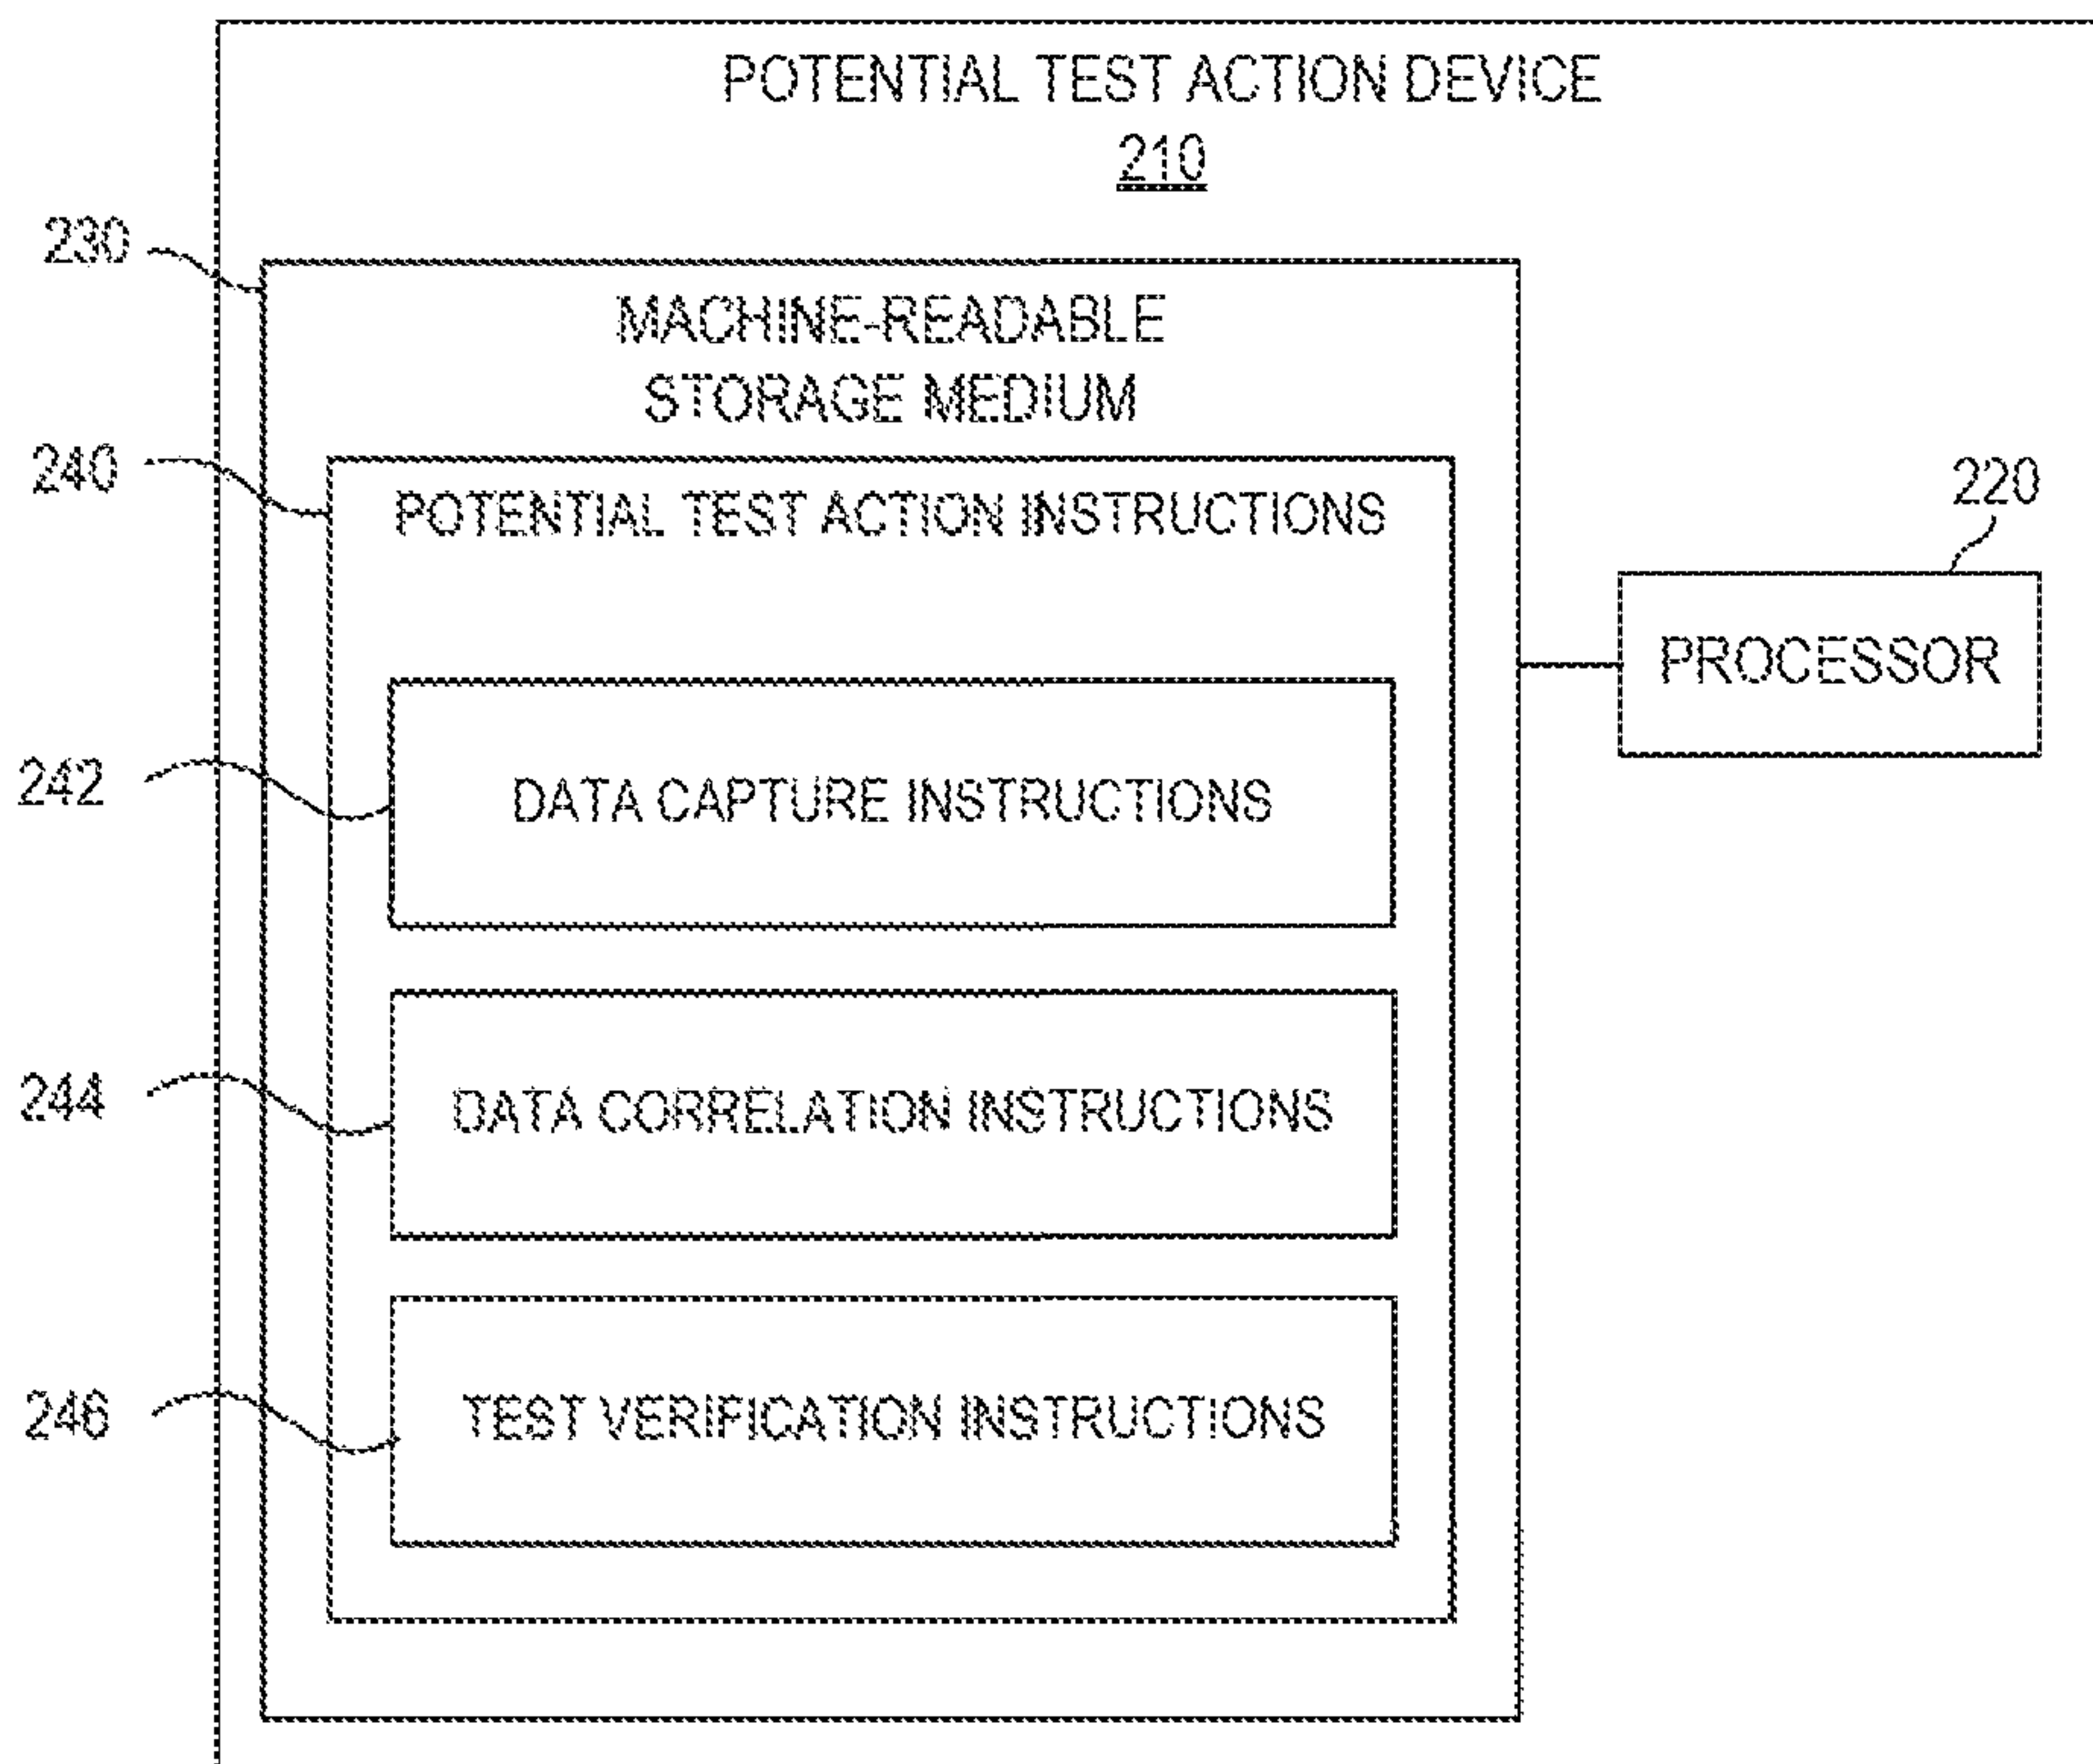 POTENTIAL TEST ACTION DEVICE
210
230
MACHINE-READABLE
STORAGE MEDIUM
240
POTENTIAL TEST ACTION INSTRUCTIONS
220
PROCESSOR
242
DATA CAPTURE INSTRUCTIONS
244
DATA CORRELATION INSTRUCTIONS
246
TEST VERIFICATION INSTRUCTIONS